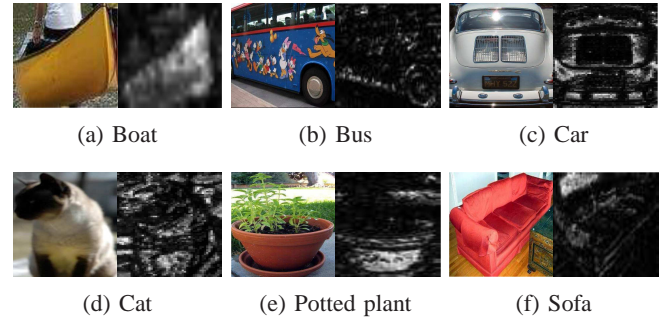 (a) Boat
(b) Bus
(c) Car
(d) Cat
(e) Potted plant
(f) Sofa